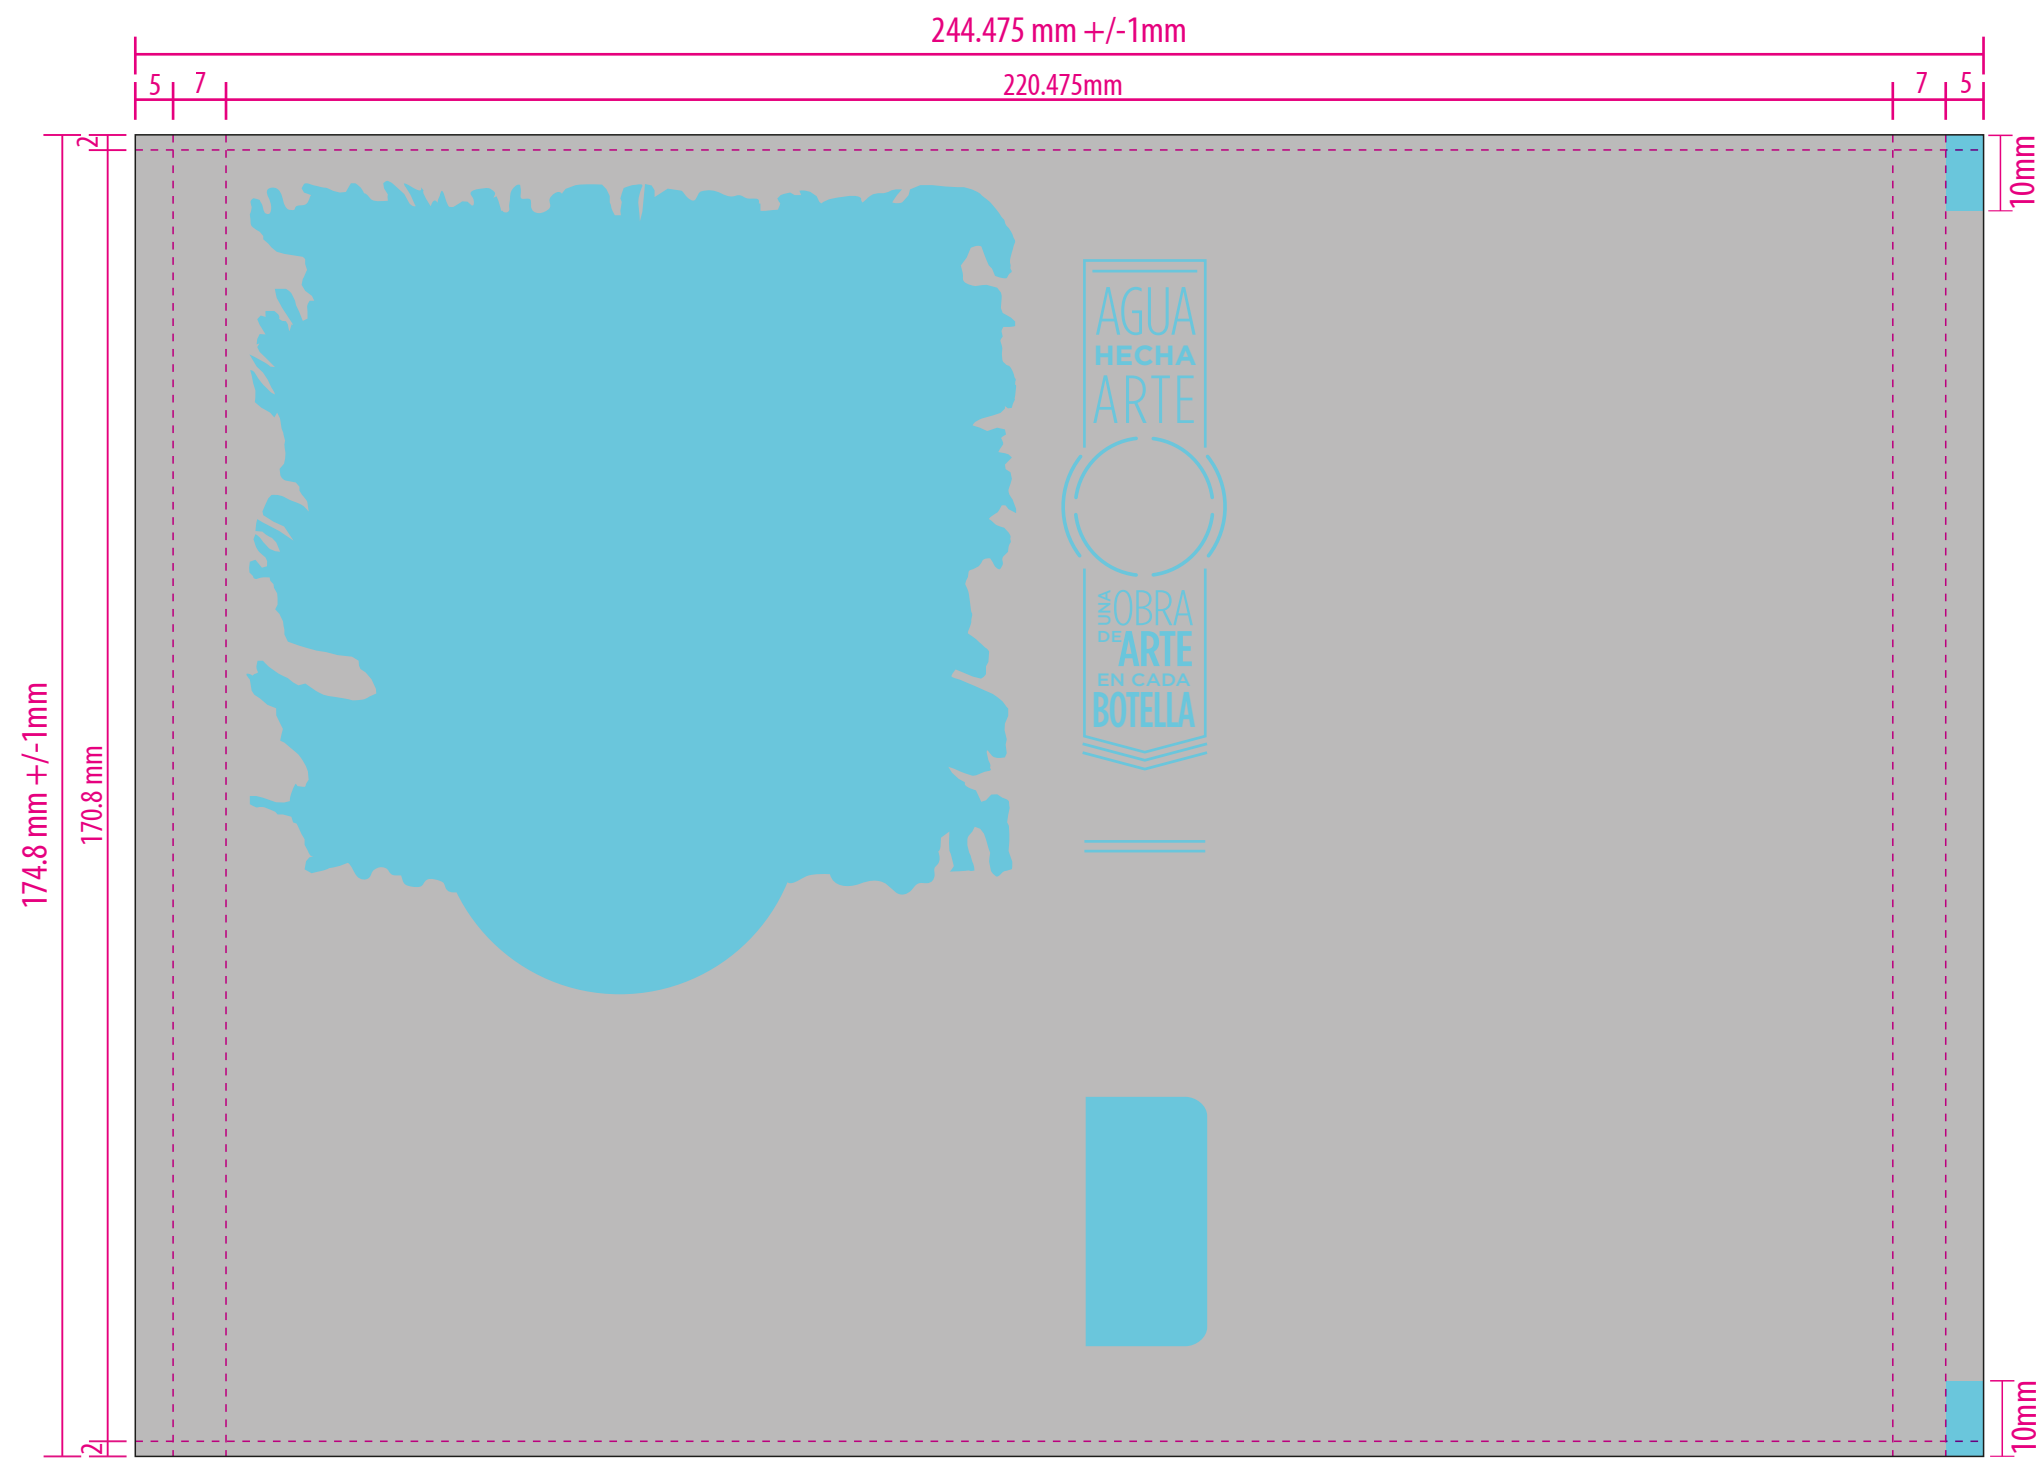 244.475 mm +/-1mm
5 7 220.475mm 7 5
2
10mm
AGUA
HECHA
ARTE
174.8 mm +/-1mm
170.8 mm
UNA OBRA
DE ARTE
EN CADA
BOTELLA
2
10mm